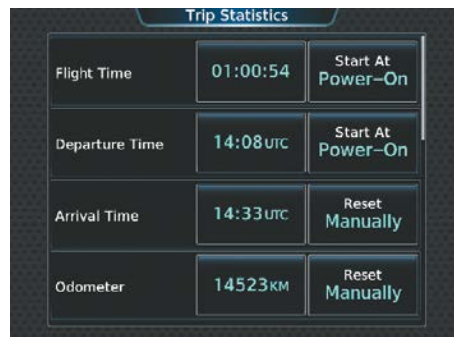 Trip Statistics
Flight Time
01:00:54
Start At
Power-On
Departure Time
14:08UTC
Start At
Power-On
Arrival Time
14:33UTC
Reset
Manually
Odometer
14523KM
Reset
Manually